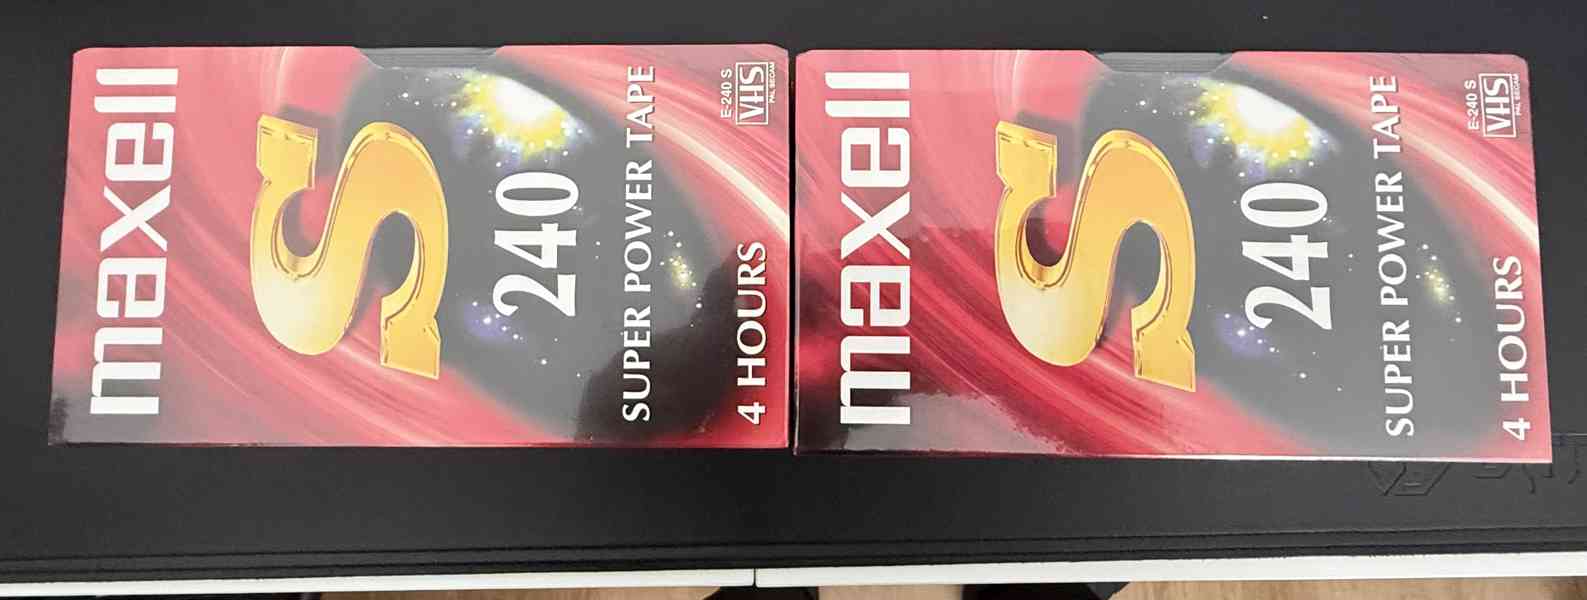 maxell
S
240
SUPER POWER TAPE
4 HOURS
E-240 S
VHS
PAL SECAM
maxell
S
240
SUPER POWER TAPE
4 HOURS
E-240 S
VHS
PAL SECAM